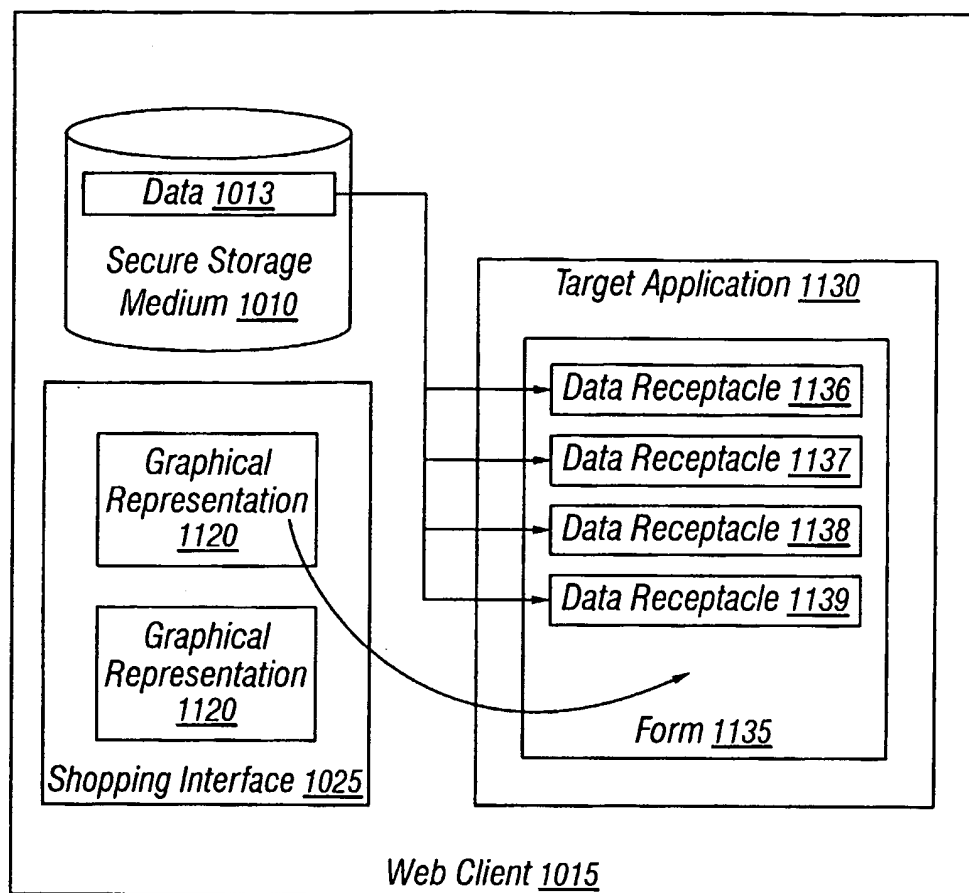 Data 1013
Secure Storage
Medium 1010
Target Application 1130
Data Receptacle 1136
Data Receptacle 1137
Data Receptacle 1138
Data Receptacle 1139
Form 1135
Graphical
Representation
1120
Graphical
Representation
1120
Shopping Interface 1025
Web Client 1015